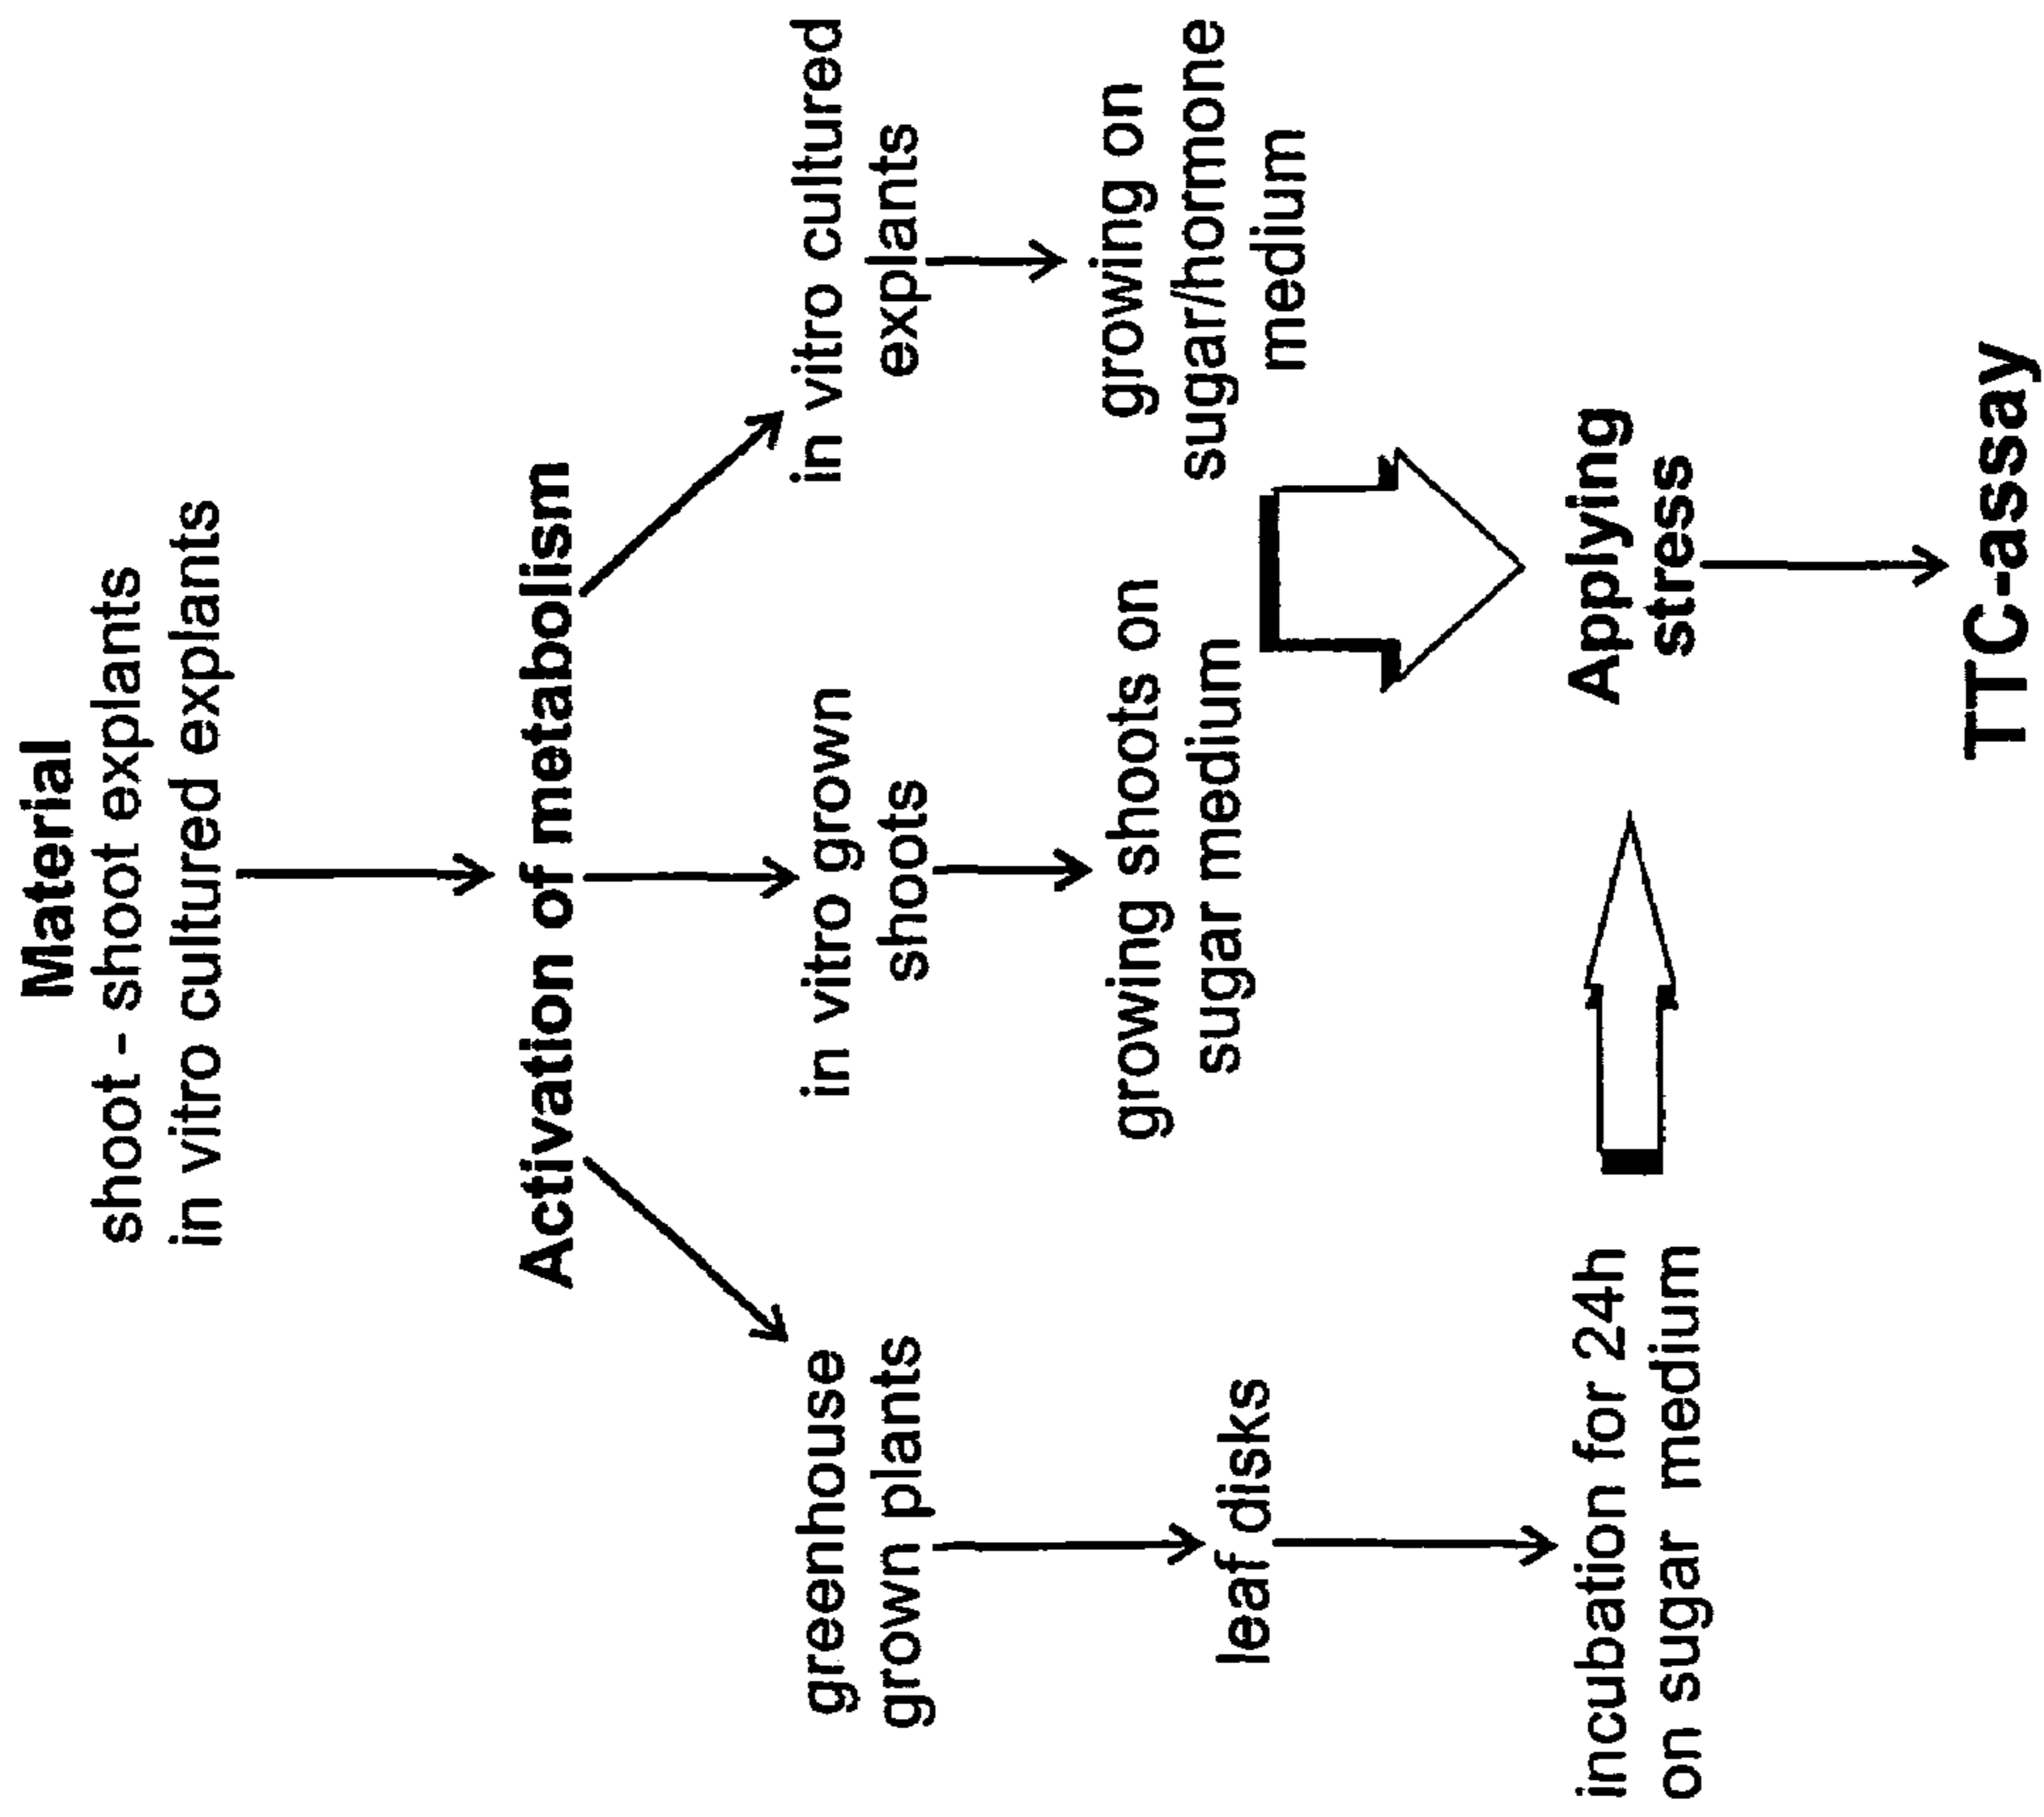 Material
shoot - shoot explants
in vitro cultured explants
Activation of metabolism
greenhouse
grown plants
in vitro grown
shoots
in vitro cultured
explants
leaf disks
growing shoots on
sugar medium
growing on
sugar/hormone
medium
incubation for 24h
on sugar medium
Applying
stress
TTC-assay